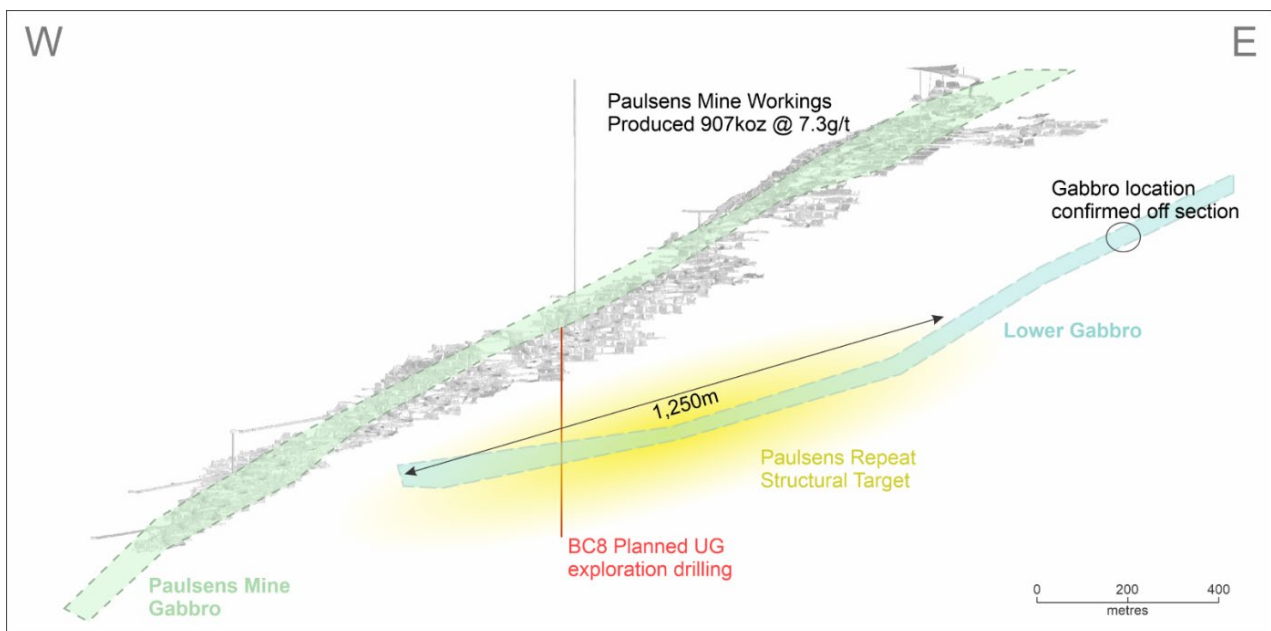 W
E
Paulsens Mine Workings
Produced 907koz @ 7.3g/t
Gabbro location
confirmed off section
Lower Gabbro
1,250m
Paulsens Repeat
Structural Target
BC8 Planned UG
exploration drilling
Paulsens Mine
Gabbro
0 200 400
metres